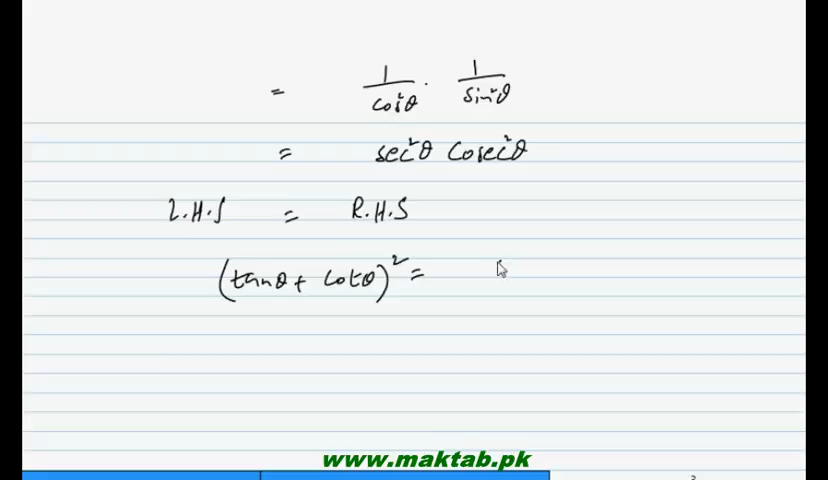 = 1/cos²θ · 1/sin²θ
= sec²θ cosec²θ
L.H.S = R.H.S
(tanθ + cotθ)² =
www.maktab.pk